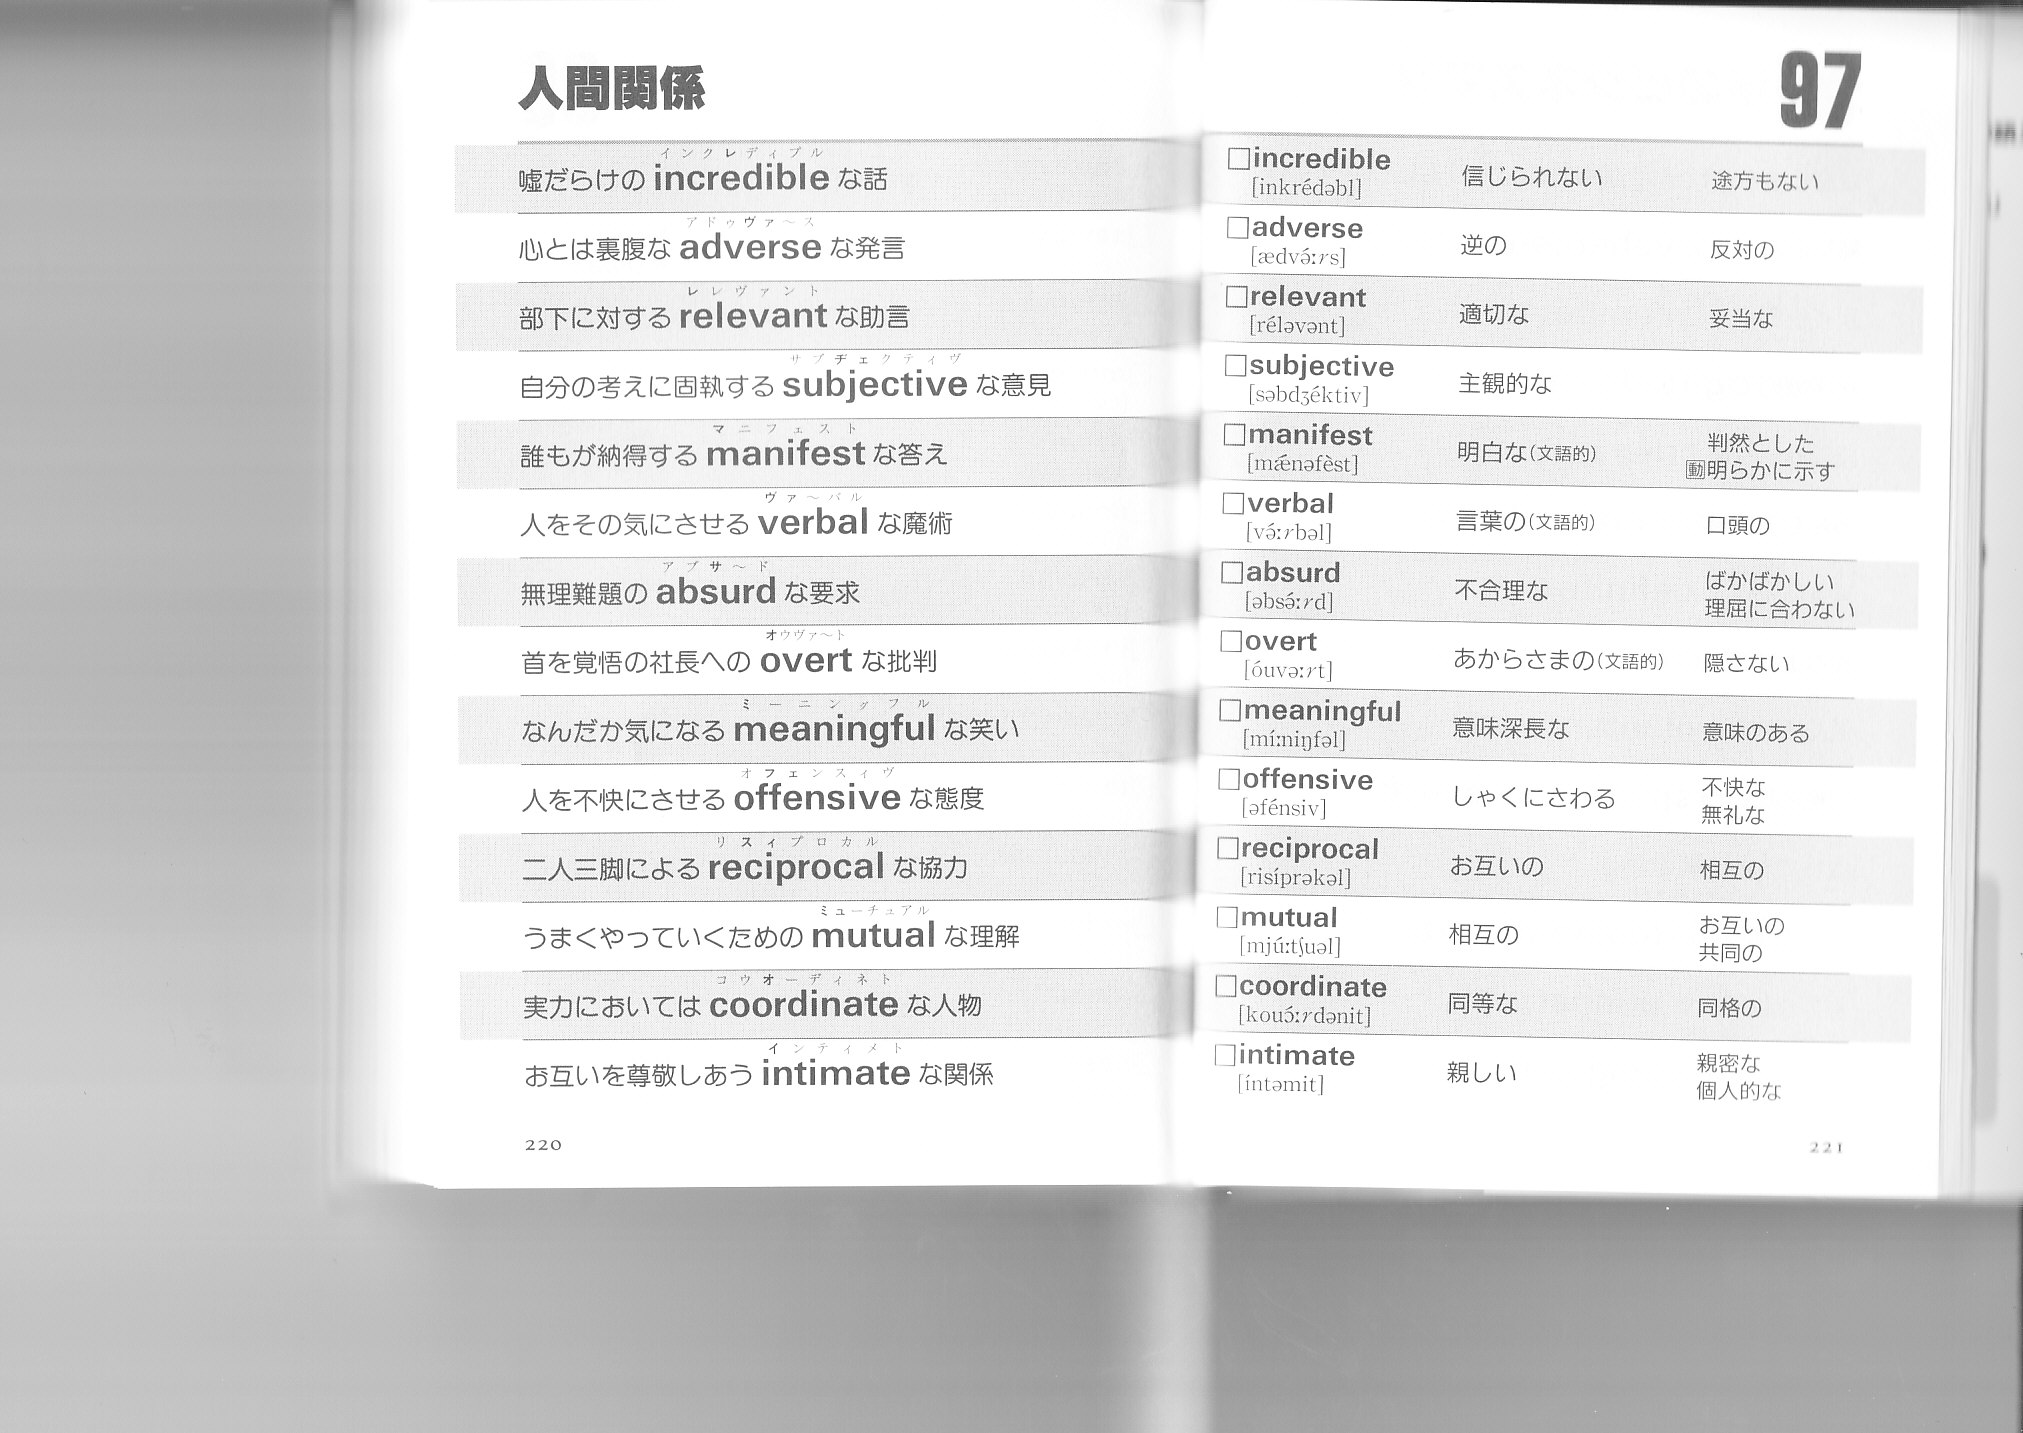 人間関係
インクレディブル
嘘だらけの incredible な話
アドゥヴァ～ス
心とは裏腹な adverse な発言
レレヴァント
部下に対する relevant な助言
サブヂェクティヴ
自分の考えに固執する subjective な意見
マニフェスト
誰もが納得する manifest な答え
ヴァ～バル
人をその気にさせる verbal な魔術
アブサ～ド
無理難題の absurd な要求
オウヴァ～ト
首を覚悟の社長への overt な批判
ミーニングフル
なんだか気になる meaningful な笑い
オフェンスィヴ
人を不快にさせる offensive な態度
リスィプロカル
二人三脚による reciprocal な協力
ミューチュアル
うまくやっていくための mutual な理解
コウオーディネト
実力においては coordinate な人物
インティメト
お互いを尊敬しあう intimate な関係
220
97
□incredible 信じられない 途方もない
[inkrédəbl]
□adverse 逆の 反対の
[ædvə́ːrs]
□relevant 適切な 妥当な
[réləvənt]
□subjective 主観的な
[səbdʒéktiv]
□manifest 明白な(文語的) 判然とした
[mǽnəfèst] 動明らかに示す
□verbal 言葉の(文語的) 口頭の
[və́ːrbəl]
□absurd 不合理な ばかばかしい
[əbsə́ːrd] 理屈に合わない
□overt あからさまの(文語的) 隠さない
[óuvəːrt]
□meaningful 意味深長な 意味のある
[míːniŋfəl]
□offensive しゃくにさわる 不快な
[əfénsiv] 無礼な
□reciprocal お互いの 相互の
[risíprəkəl]
□mutual 相互の お互いの
[mjúːtʃuəl] 共同の
□coordinate 同等な 同格の
[kouɔ́ːrdənit]
□intimate 親しい 親密な
[íntəmit] 個人的な
221